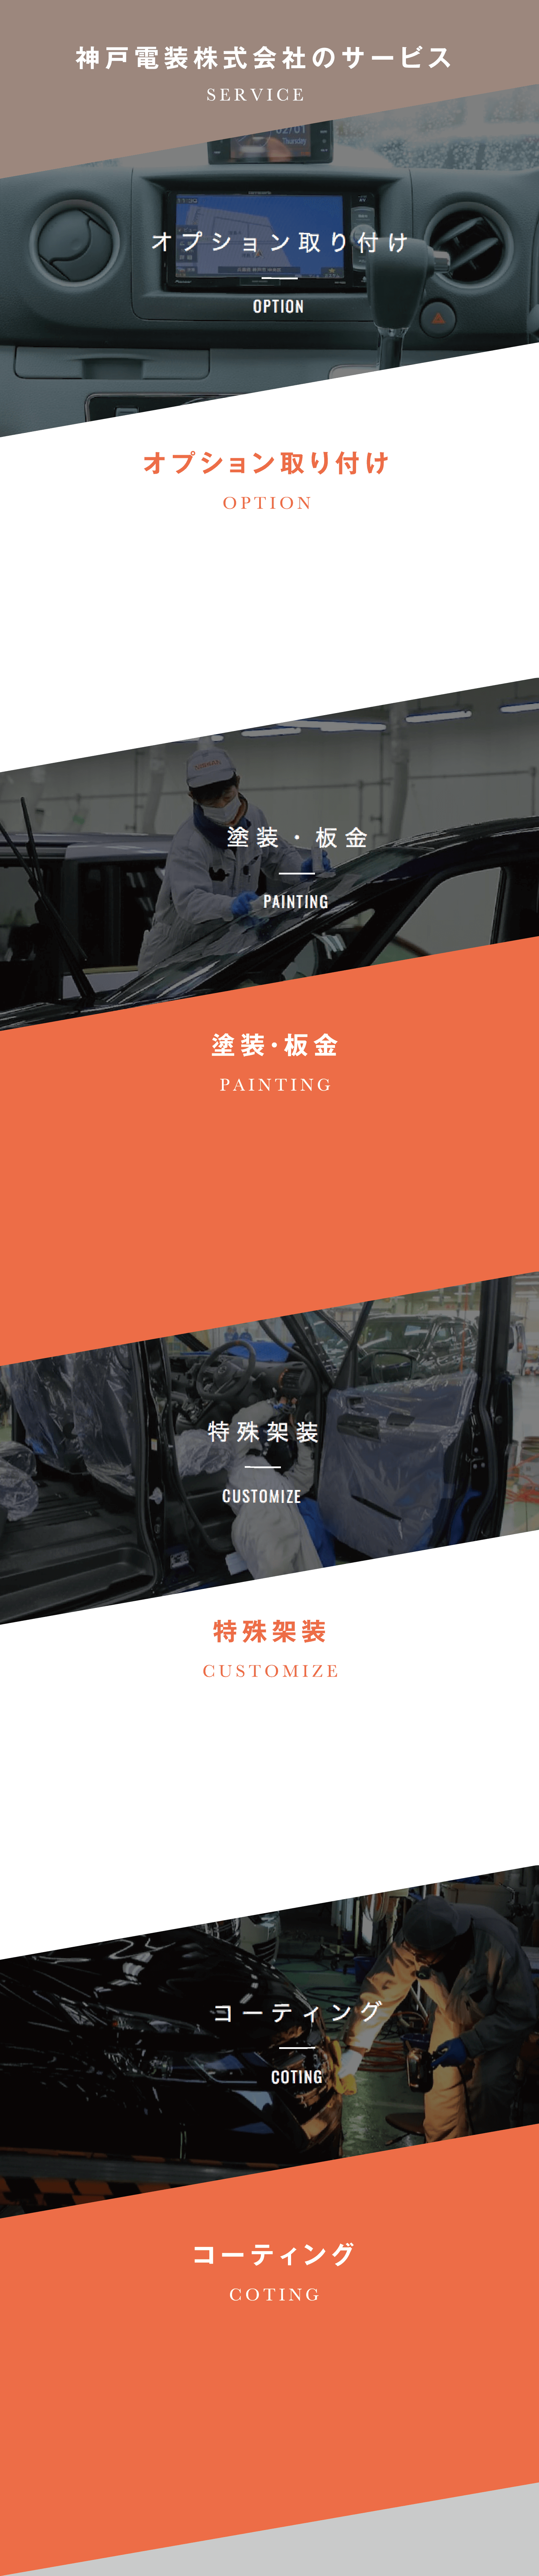 神戸電装株式会社のサービス
SERVICE
02/01
Thursday
オプション取り付け
OPTION
オプション取り付け
OPTION
塗装・板金
PAINTING
塗装・板金
PAINTING
特殊架装
CUSTOMIZE
特殊架装
CUSTOMIZE
コーティング
COTING
コーティング
COTING